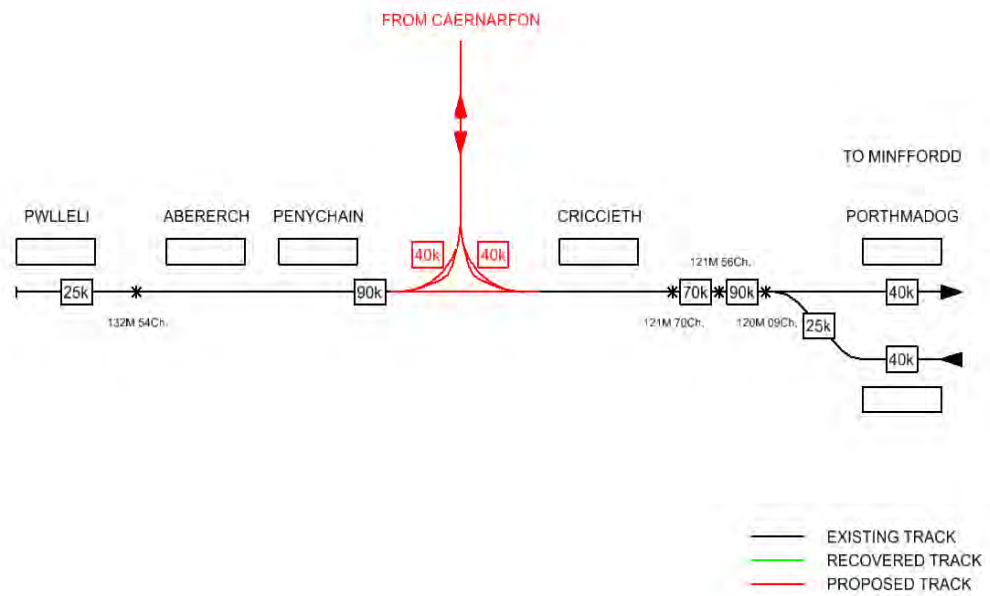 FROM CAERNARFON
TO MINFFORDD
PWLLELI
ABERERCH
PENYCHAIN
CRICCIETH
PORTHMADOG
40k
40k
121M 56Ch.
25k
90k
70k
90k
40k
132M 54Ch.
121M 70Ch.
120M 09Ch.
25k
40k
EXISTING TRACK
RECOVERED TRACK
PROPOSED TRACK